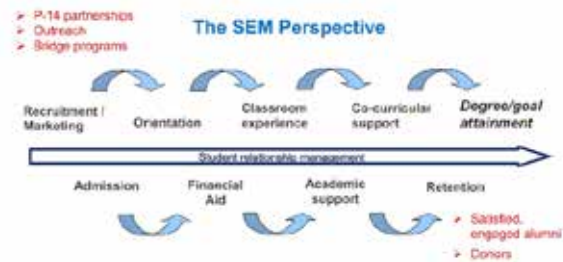 ➢ P-14 partnerships
➢ Outreach
➢ Bridge programs
The SEM Perspective
Recruitment /
Marketing
Orientation
Classroom
experience
Co-curricular
support
Degree/goal
attainment
Student relationship management
Admission
Financial
Aid
Academic
support
Retention
➢ Satisfied,
engaged alumni
➢ Donors